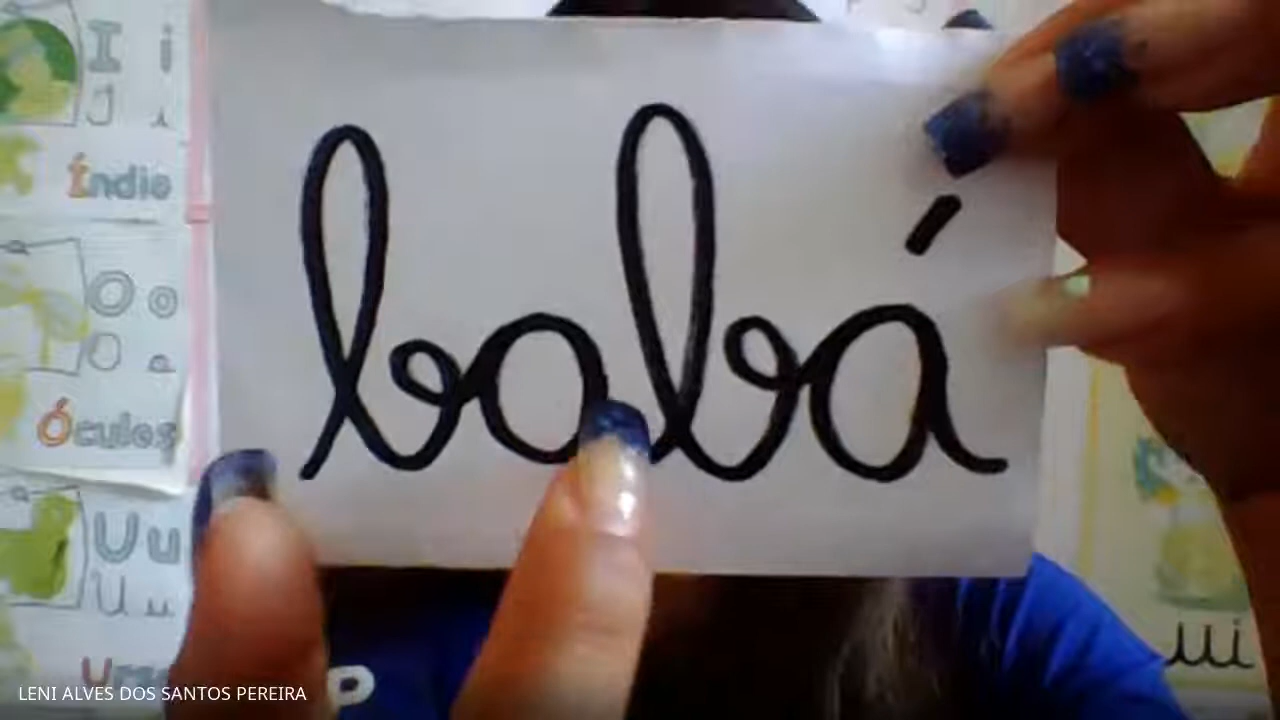 I i
Índio
babá
O o
Óculos
U u
U u
LENI ALVES DOS SANTOS PEREIRA